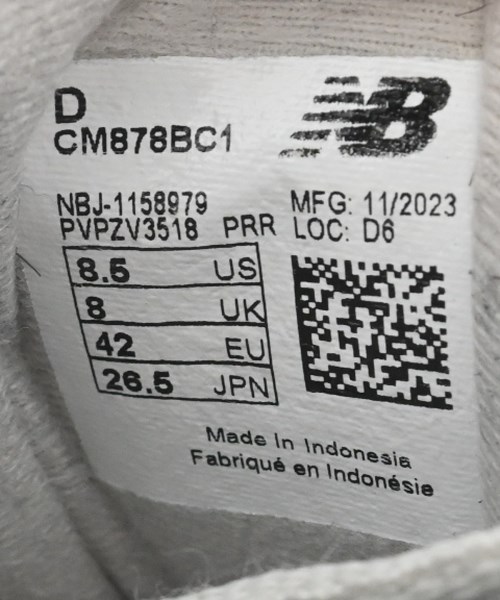 D
CM878BC1
NB
NBJ-1158979
PVPZV3518 PRR
MFG: 11/2023
LOC: D6
8.5 US
8 UK
42 EU
26.5 JPN
Made In Indonesia
Fabriqué en Indonésie